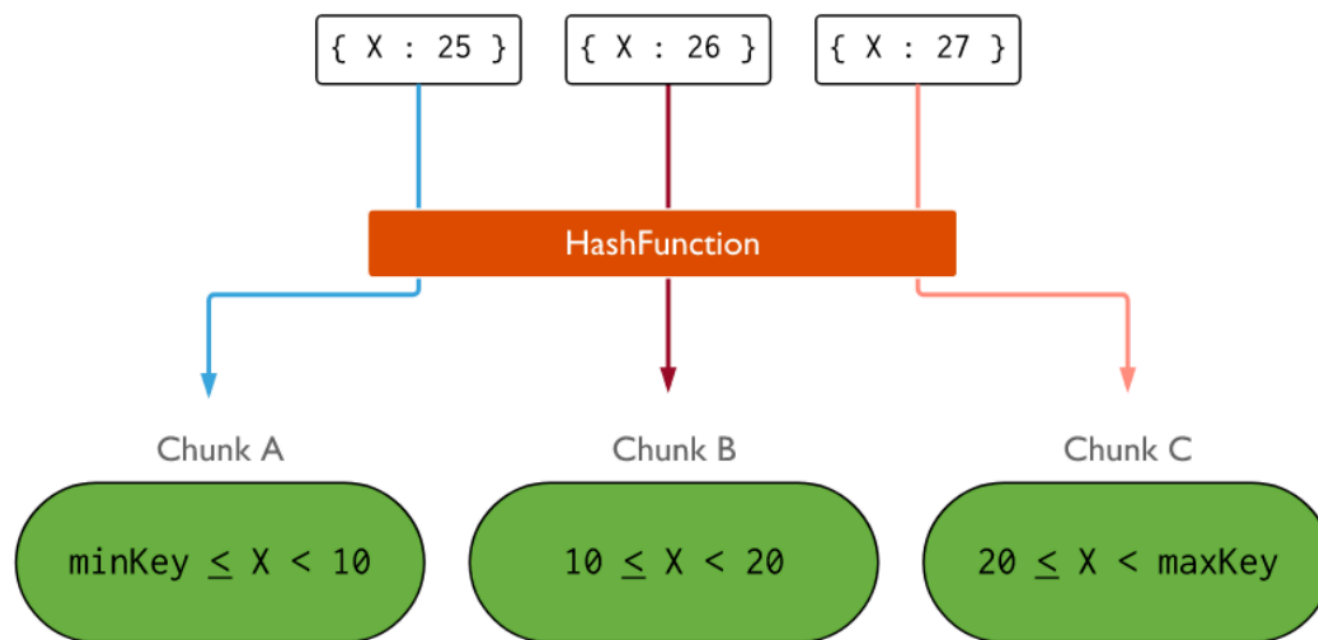 { X : 25 } { X : 26 } { X : 27 }
HashFunction
Chunk A Chunk B Chunk C
minKey ≤ X < 10 10 ≤ X < 20 20 ≤ X < maxKey